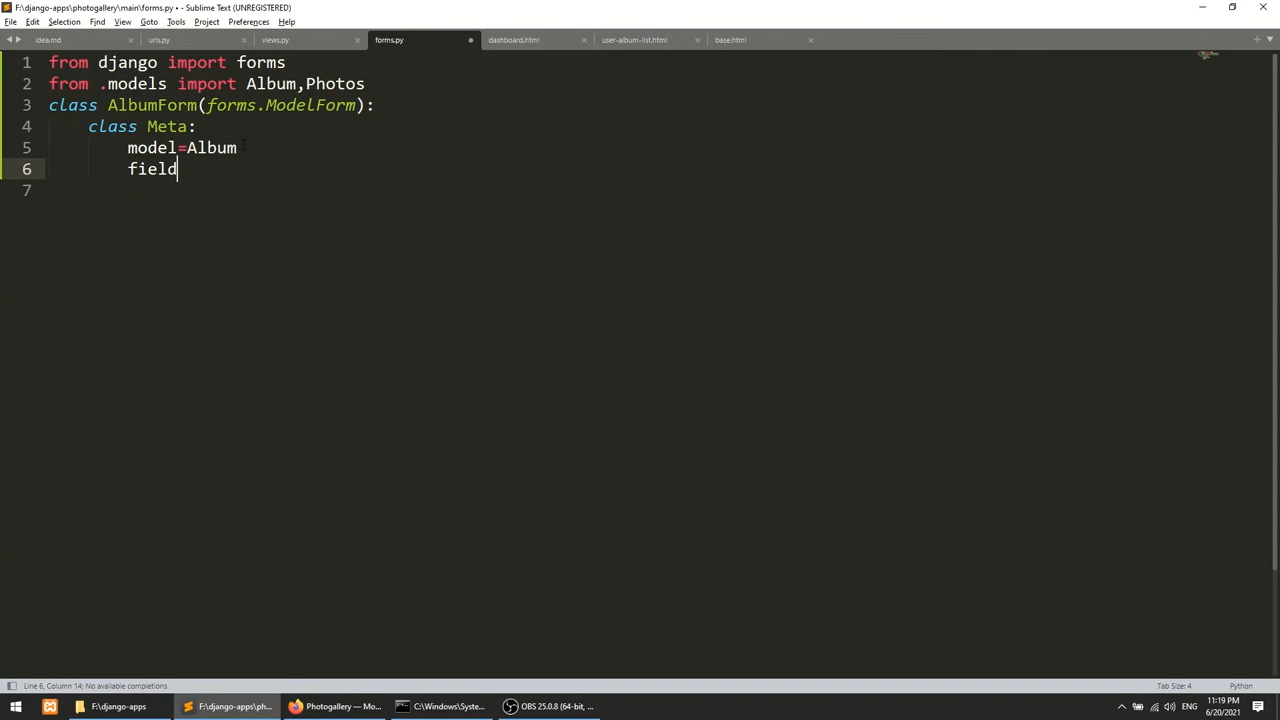 F:\django-apps\photogallery\main\forms.py • - Sublime Text (UNREGISTERED)
File Edit Selection Find View Goto Tools Project Preferences Help
idea.md urls.py views.py forms.py dashboard.html user-album-list.html base.html
1 from django import forms
2 from .models import Album,Photos
3 class AlbumForm(forms.ModelForm):
4 class Meta:
5 model=Album
6 field
7
Line 6, Column 14; No available completions Tab Size: 4 Python
F:\django-apps F:\django-apps\ph... Photogallery — Mo... C:\Windows\Syste... OBS 25.0.8 (64-bit, ... ENG 11:19 PM
6/20/2021